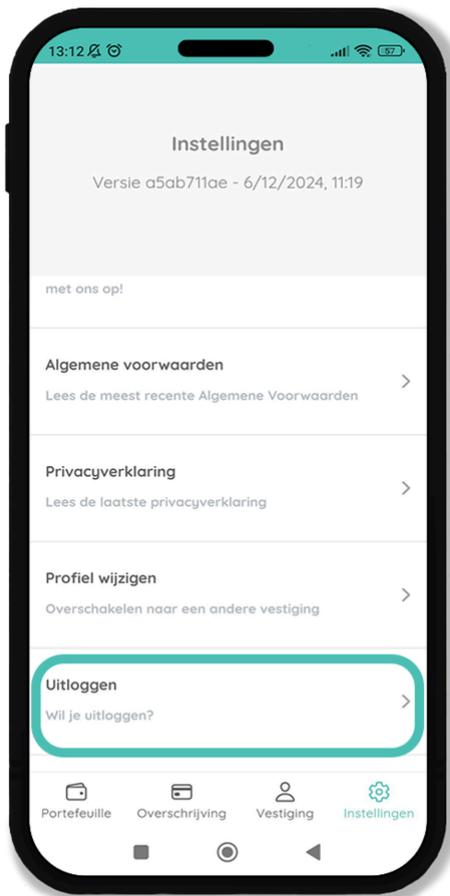 13:12
57
Instellingen
Versie a5ab711ae - 6/12/2024, 11:19
met ons op!
Algemene voorwaarden
Lees de meest recente Algemene Voorwaarden
Privacyverklaring
Lees de laatste privacyverklaring
Profiel wijzigen
Overschakelen naar een andere vestiging
Uitloggen
Wil je uitloggen?
Portefeuille Overschrijving Vestiging Instellingen